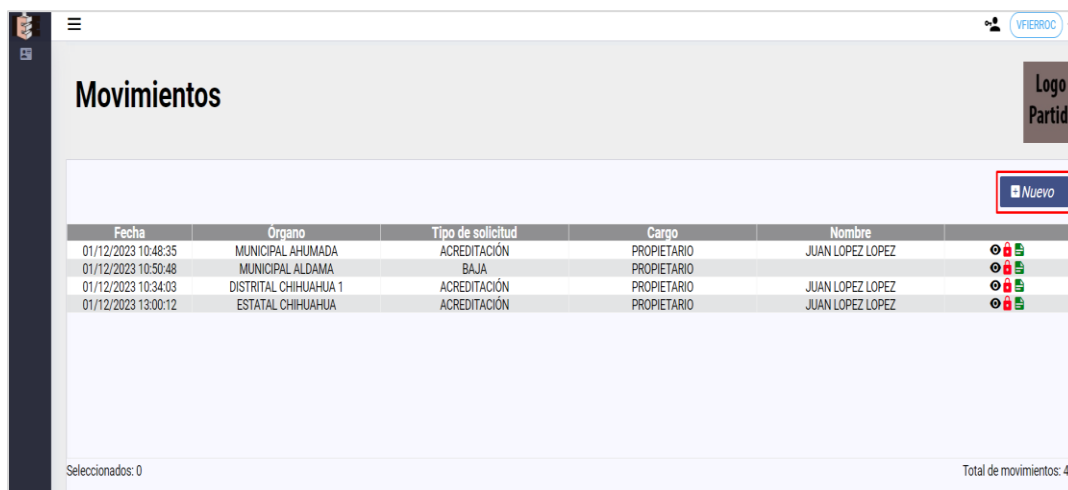 VFIERROC
Movimientos
Logo
Partid
Nuevo
Fecha Órgano Tipo de solicitud Cargo Nombre
01/12/2023 10:48:35 MUNICIPAL AHUMADA ACREDITACIÓN PROPIETARIO JUAN LOPEZ LOPEZ
01/12/2023 10:50:48 MUNICIPAL ALDAMA BAJA PROPIETARIO
01/12/2023 10:34:03 DISTRITAL CHIHUAHUA 1 ACREDITACIÓN PROPIETARIO JUAN LOPEZ LOPEZ
01/12/2023 13:00:12 ESTATAL CHIHUAHUA ACREDITACIÓN PROPIETARIO JUAN LOPEZ LOPEZ
Seleccionados: 0 Total de movimientos: 4